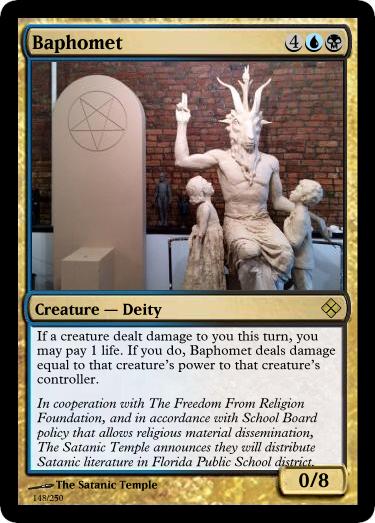 Baphomet 4
Creature — Deity
If a creature dealt damage to you this turn, you
may pay 1 life. If you do, Baphomet deals damage
equal to that creature's power to that creature's
controller.
In cooperation with The Freedom From Religion
Foundation, and in accordance with School Board
policy that allows religious material dissemination,
The Satanic Temple announces they will distribute
Satanic literature in Florida Public School district.
0/8
The Satanic Temple
148/250